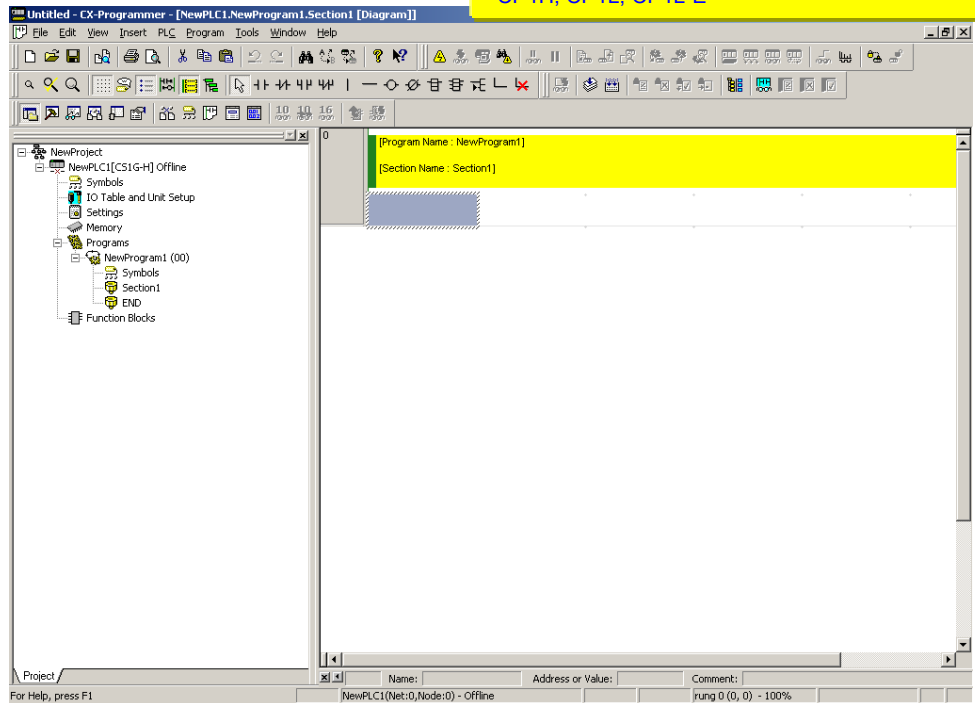 Untitled - CX-Programmer - [NewPLC1.NewProgram1.Section1 [Diagram]]
File Edit View Insert PLC Program Tools Window Help
10 10 16
NewProject
NewPLC1[CS1G-H] Offline
Symbols
IO Table and Unit Setup
Settings
Memory
Programs
NewProgram1 (00)
Symbols
Section1
END
Function Blocks
0
[Program Name : NewProgram1]
[Section Name : Section1]
Project
Name:
Address or Value:
Comment:
For Help, press F1
NewPLC1(Net:0,Node:0) - Offline
rung 0 (0, 0) - 100%